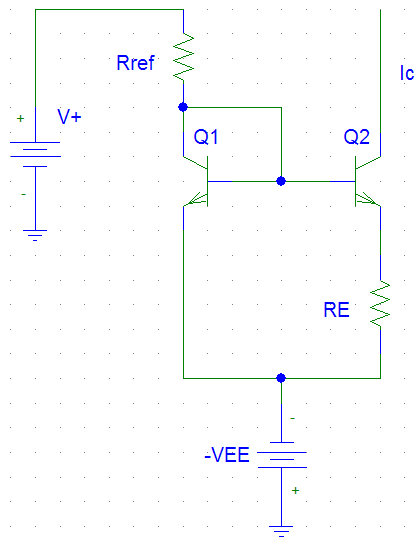 Rref
Ic
+
V+
Q1
Q2
-
RE
-
-VEE
+